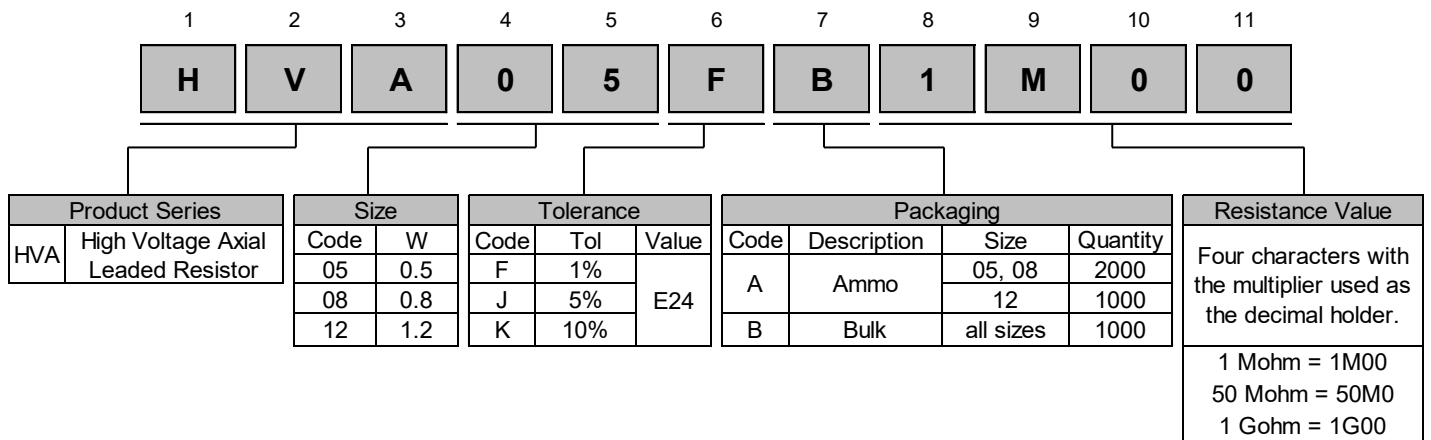 1 2 3 4 5 6 7 8 9 10 11
H V A 0 5 F B 1 M 0 0
Product Series
HVA High Voltage Axial
Leaded Resistor
Size
Code W
05 0.5
08 0.8
12 1.2
Tolerance
Code Tol Value
F 1%
J 5% E24
K 10%
Packaging
Code Description Size Quantity
A Ammo 05, 08 2000
12 1000
B Bulk all sizes 1000
Resistance Value
Four characters with
the multiplier used as
the decimal holder.
1 Mohm = 1M00
50 Mohm = 50M0
1 Gohm = 1G00